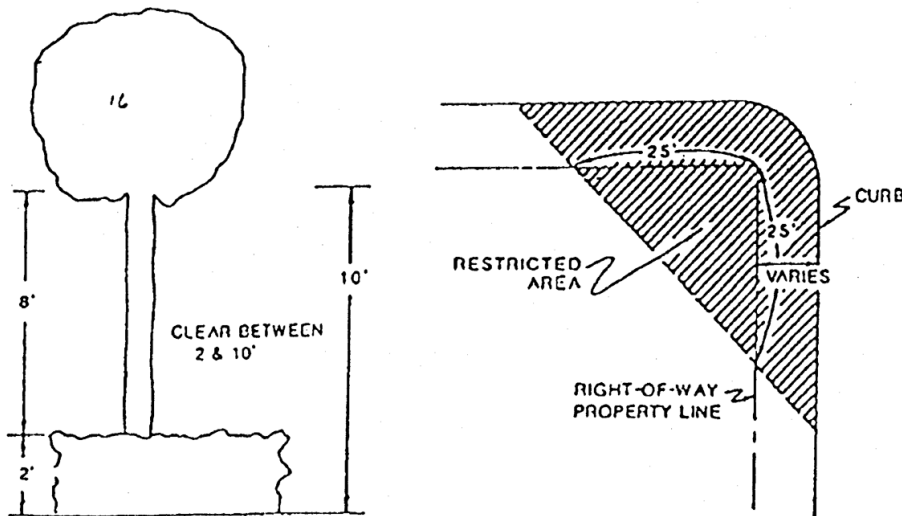 16
8'
10'
CLEAR BETWEEN
2 & 10'
2'
25'
25'
CURB
RESTRICTED
AREA
VARIES
RIGHT-OF-WAY
PROPERTY LINE